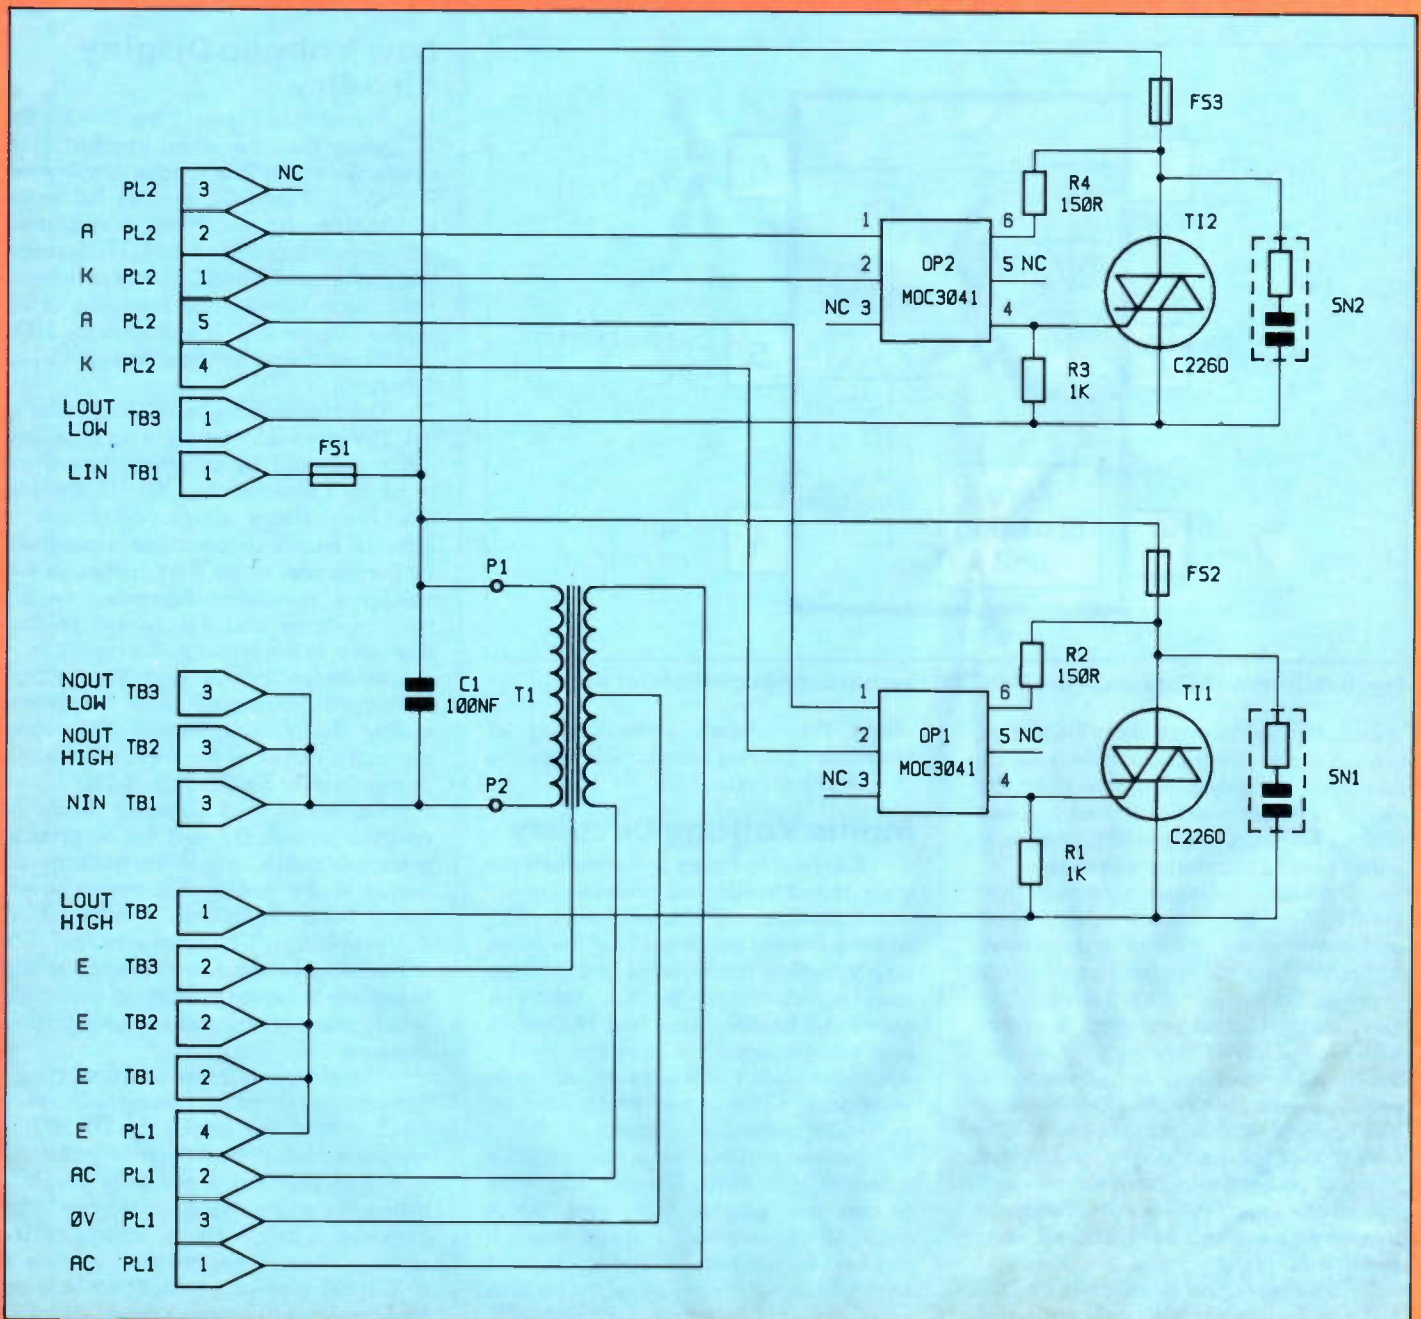 FS3
PL2 3 NC
A PL2 2
K PL2 1
A PL2 5
K PL2 4
LOUT LOW TB3 1
LIN TB1 1
FS1
R4
150R
TI2
1
2
NC 3
OP2
MOC3041
6
5 NC
4
R3
1K
C226D
SN2
FS2
P1
C1
100NF
T1
P2
NOUT LOW TB3 3
NOUT HIGH TB2 3
NIN TB1 3
R2
150R
TI1
1
2
NC 3
OP1
MOC3041
6
5 NC
4
R1
1K
C226D
SN1
LOUT HIGH TB2 1
E TB3 2
E TB2 2
E TB1 2
E PL1 4
AC PL1 2
0V PL1 3
AC PL1 1